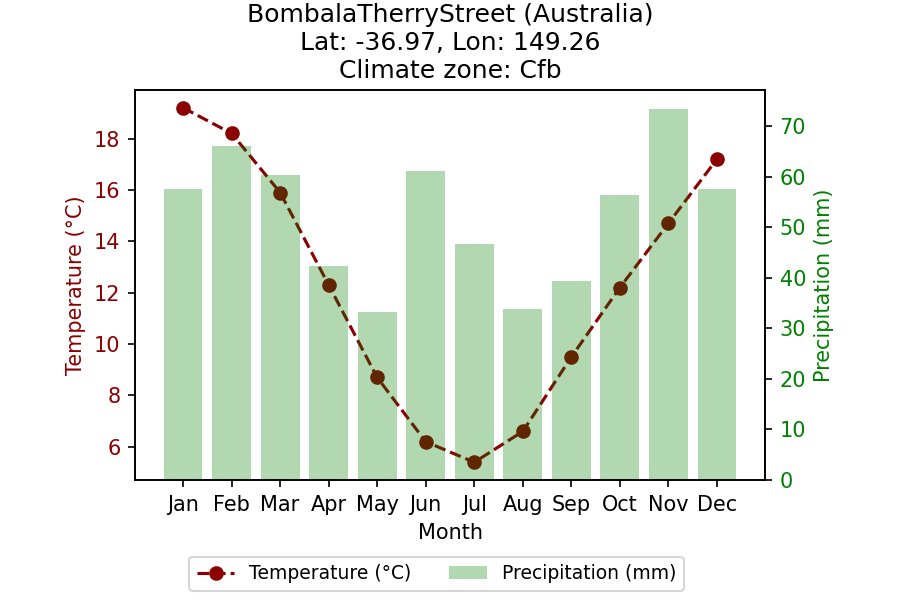 BombalaTherryStreet (Australia)
Lat: -36.97, Lon: 149.26
Climate zone: Cfb
18
16
14
12
10
8
6
Temperature (°C)
70
60
50
40
30
20
10
0
Precipitation (mm)
Jan Feb Mar Apr May Jun Jul Aug Sep Oct Nov Dec
Month
Temperature (°C) Precipitation (mm)